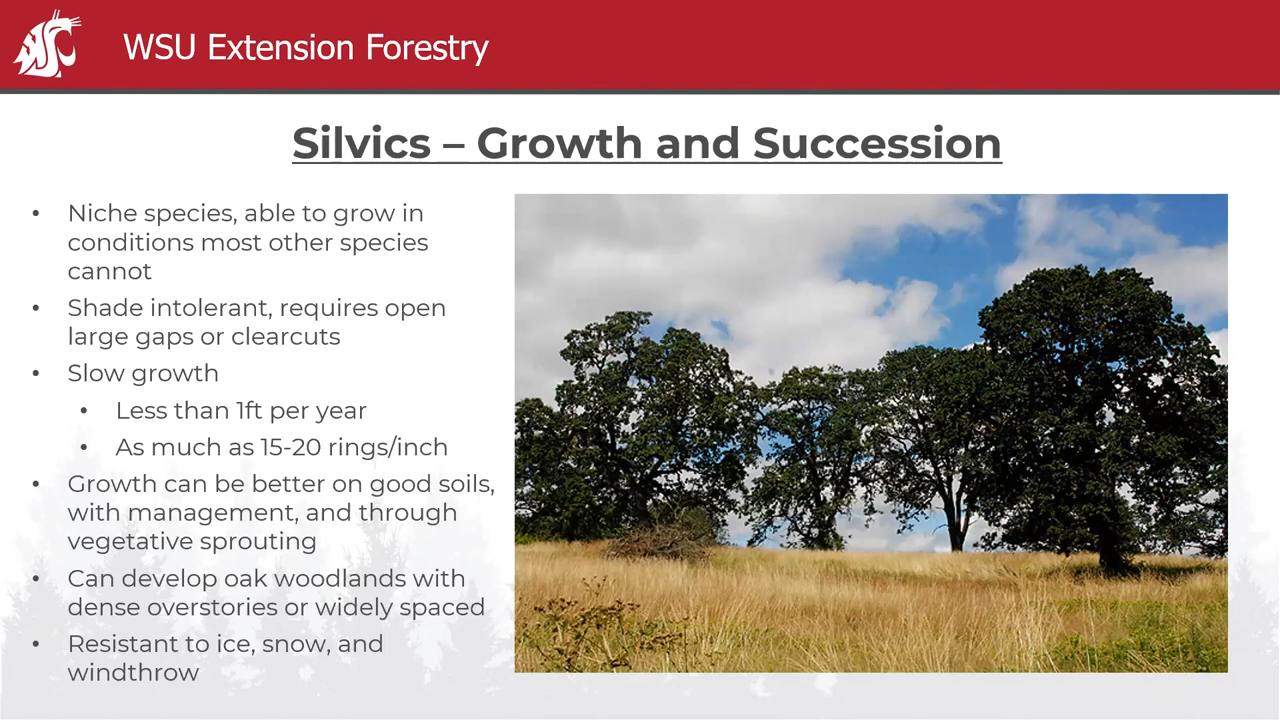 WSU Extension Forestry
Silvics – Growth and Succession
• Niche species, able to grow in
conditions most other species
cannot
• Shade intolerant, requires open
large gaps or clearcuts
• Slow growth
• Less than 1ft per year
• As much as 15-20 rings/inch
• Growth can be better on good soils,
with management, and through
vegetative sprouting
• Can develop oak woodlands with
dense overstories or widely spaced
• Resistant to ice, snow, and
windthrow